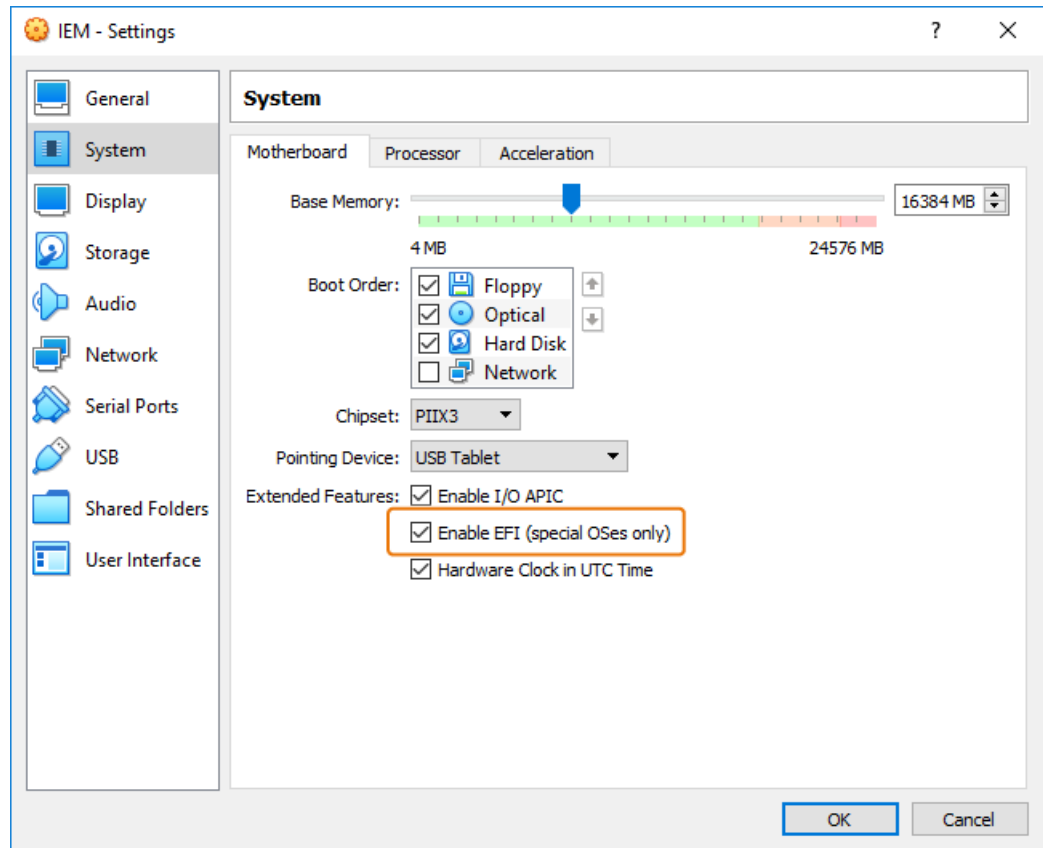 IEM - Settings
?
General
System
Display
Storage
Audio
Network
Serial Ports
USB
Shared Folders
User Interface
System
Motherboard Processor Acceleration
Base Memory: 16384 MB
4 MB 24576 MB
Boot Order: Floppy
Optical
Hard Disk
Network
Chipset: PIIX3
Pointing Device: USB Tablet
Extended Features: Enable I/O APIC
Enable EFI (special OSes only)
Hardware Clock in UTC Time
OK Cancel